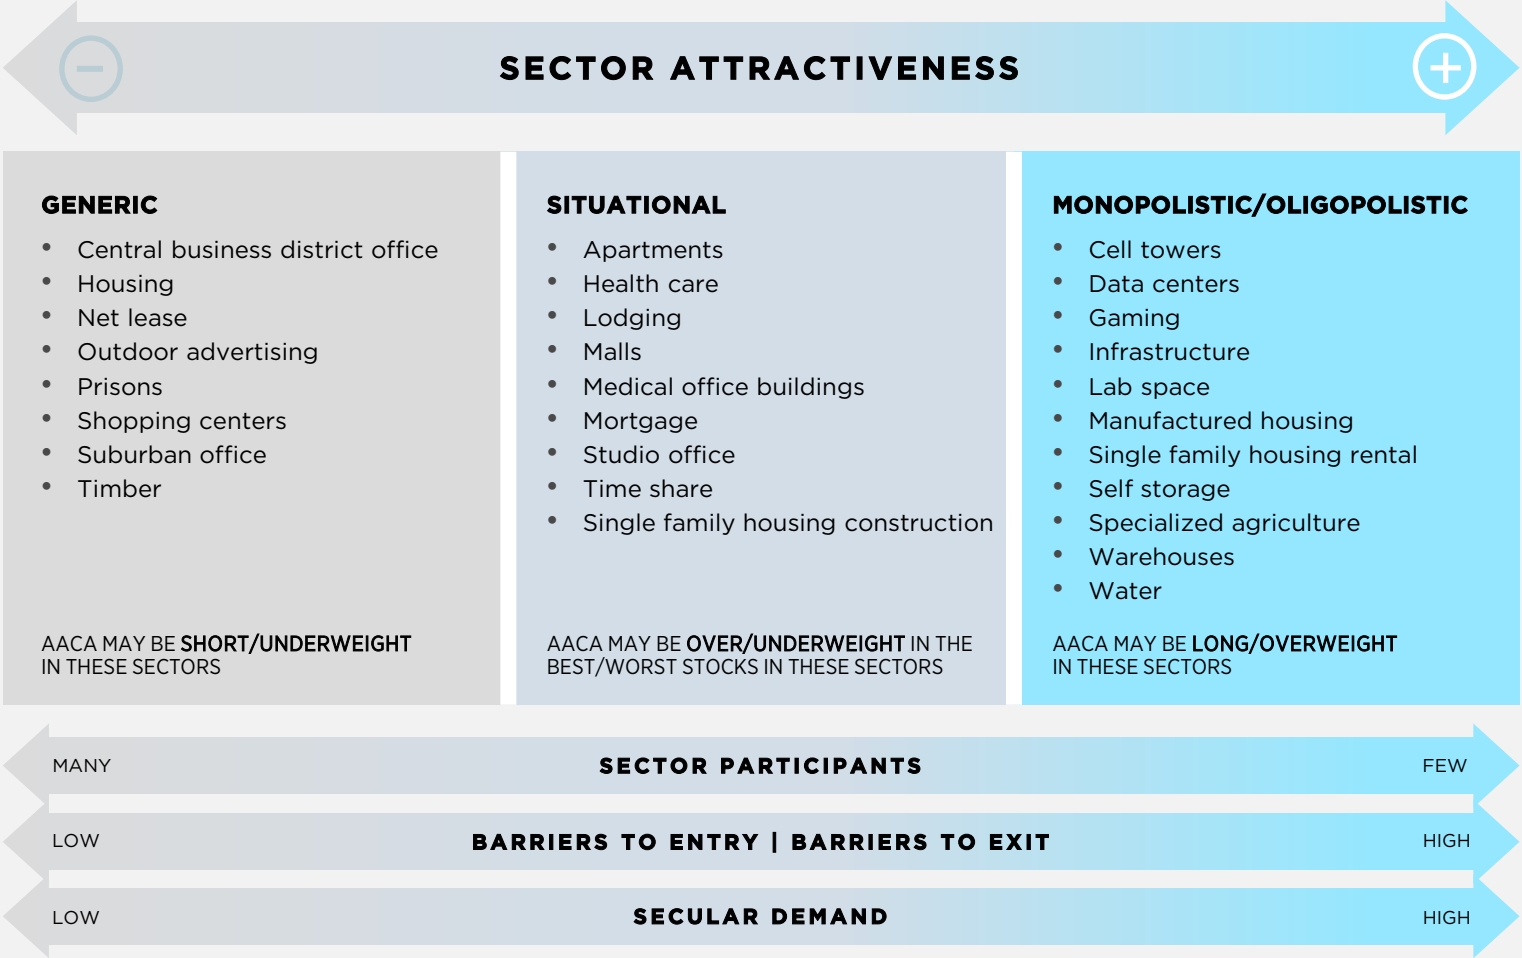 SECTOR ATTRACTIVENESS
GENERIC
• Central business district office
• Housing
• Net lease
• Outdoor advertising
• Prisons
• Shopping centers
• Suburban office
• Timber
AACA MAY BE SHORT/UNDERWEIGHT
IN THESE SECTORS
SITUATIONAL
• Apartments
• Health care
• Lodging
• Malls
• Medical office buildings
• Mortgage
• Studio office
• Time share
• Single family housing construction
AACA MAY BE OVER/UNDERWEIGHT IN THE
BEST/WORST STOCKS IN THESE SECTORS
MONOPOLISTIC/OLIGOPOLISTIC
• Cell towers
• Data centers
• Gaming
• Infrastructure
• Lab space
• Manufactured housing
• Single family housing rental
• Self storage
• Specialized agriculture
• Warehouses
• Water
AACA MAY BE LONG/OVERWEIGHT
IN THESE SECTORS
MANY SECTOR PARTICIPANTS FEW
LOW BARRIERS TO ENTRY | BARRIERS TO EXIT HIGH
LOW SECULAR DEMAND HIGH